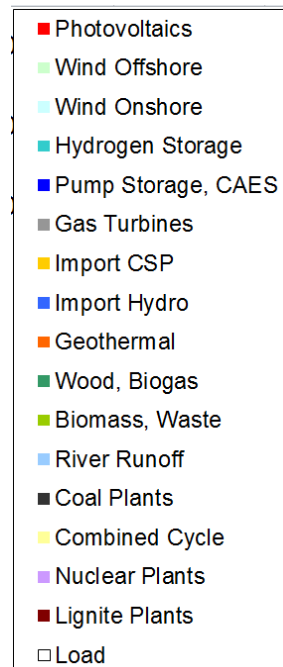 Photovoltaics
Wind Offshore
Wind Onshore
Hydrogen Storage
Pump Storage, CAES
Gas Turbines
Import CSP
Import Hydro
Geothermal
Wood, Biogas
Biomass, Waste
River Runoff
Coal Plants
Combined Cycle
Nuclear Plants
Lignite Plants
Load